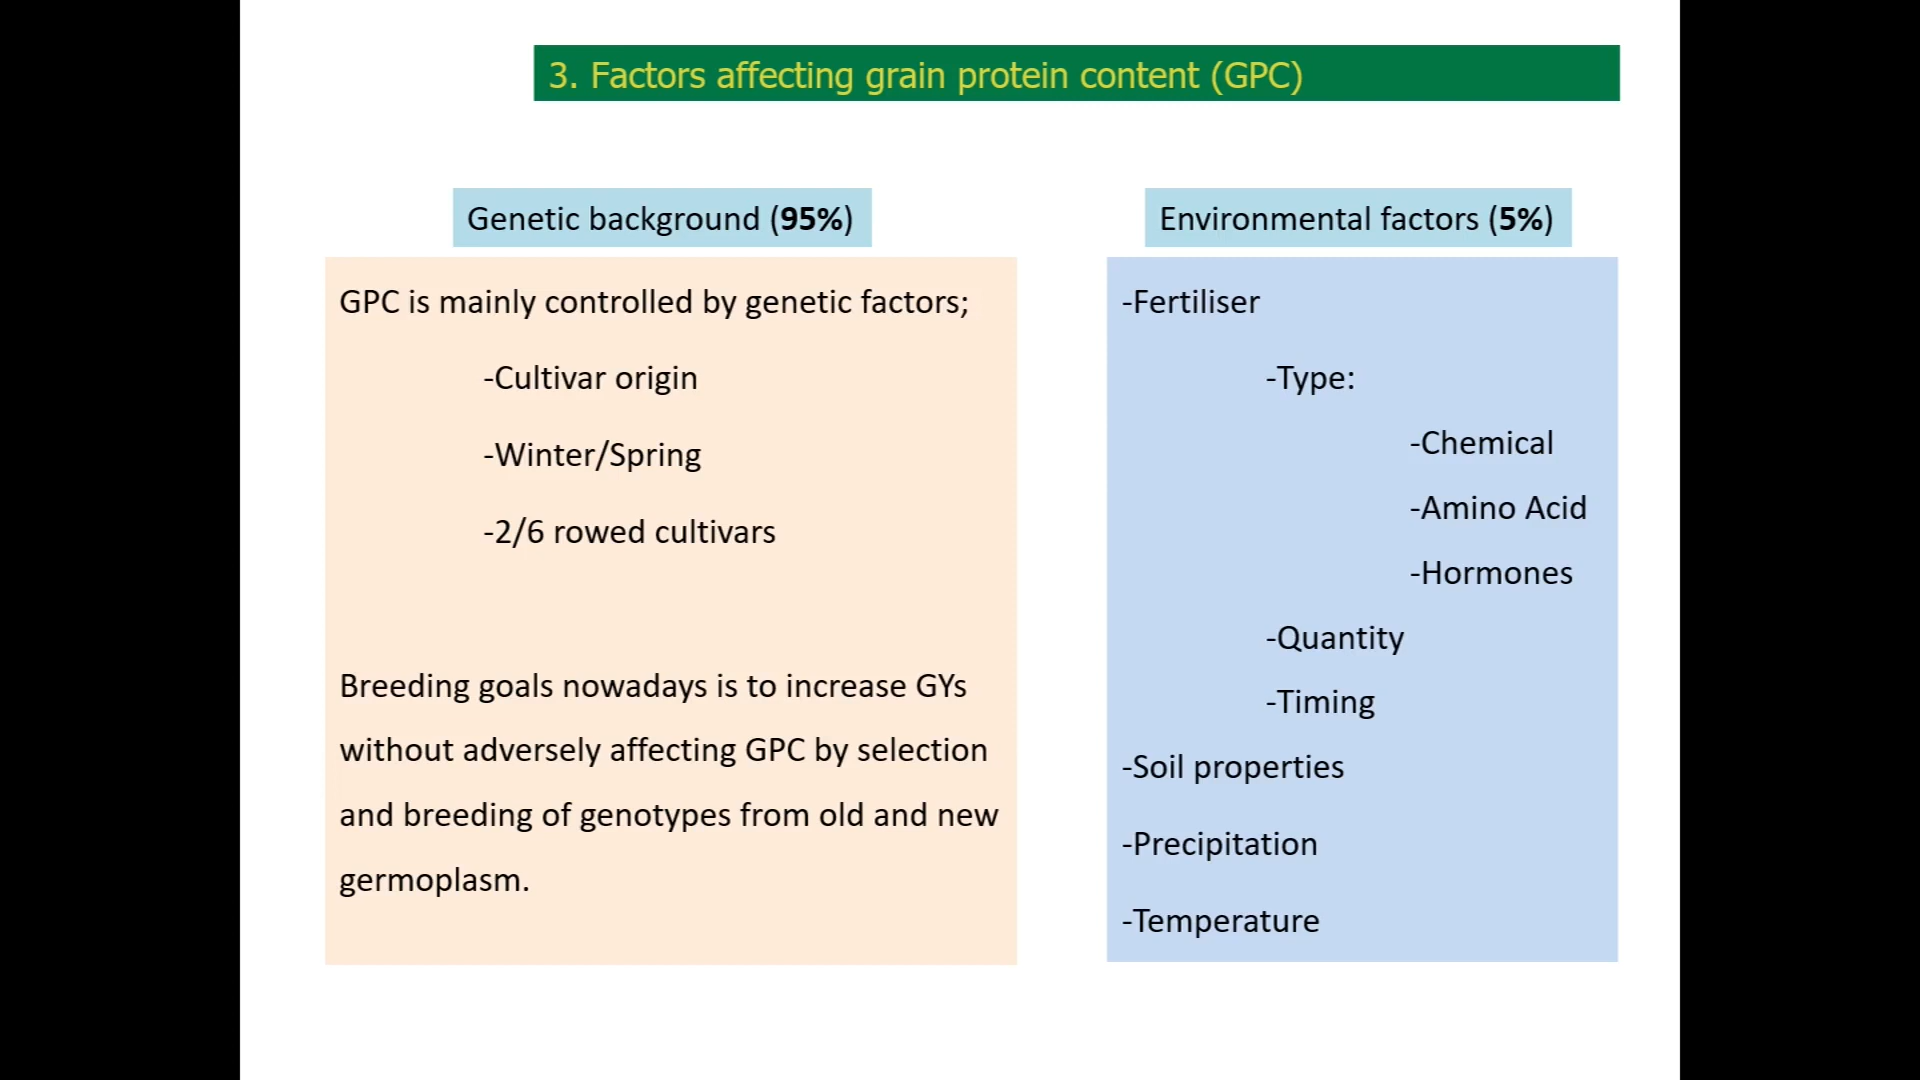 3. Factors affecting grain protein content (GPC)
Genetic background (95%)
GPC is mainly controlled by genetic factors;
-Cultivar origin
-Winter/Spring
-2/6 rowed cultivars
Breeding goals nowadays is to increase GYs
without adversely affecting GPC by selection
and breeding of genotypes from old and new
germoplasm.
Environmental factors (5%)
-Fertiliser
-Type:
-Chemical
-Amino Acid
-Hormones
-Quantity
-Timing
-Soil properties
-Precipitation
-Temperature